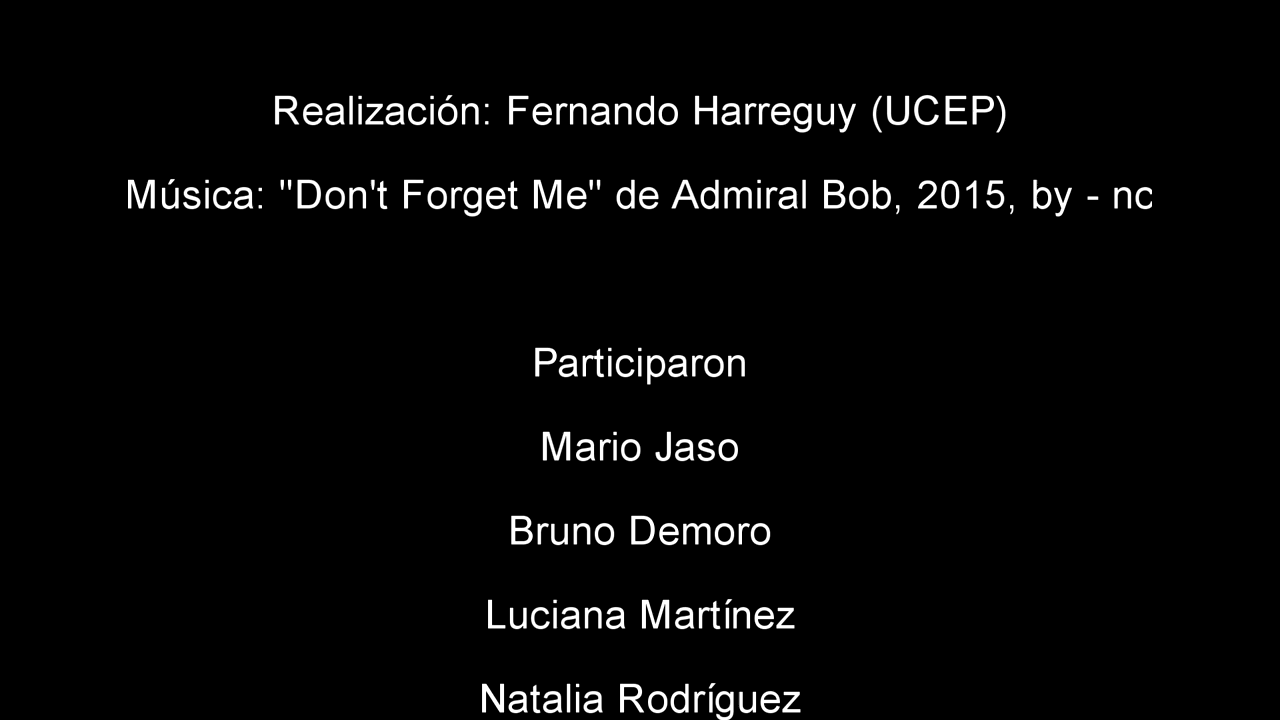 Realización: Fernando Harreguy (UCEP)
Música: "Don't Forget Me" de Admiral Bob, 2015, by - nc
Participaron
Mario Jaso
Bruno Demoro
Luciana Martínez
Natalia Rodríguez